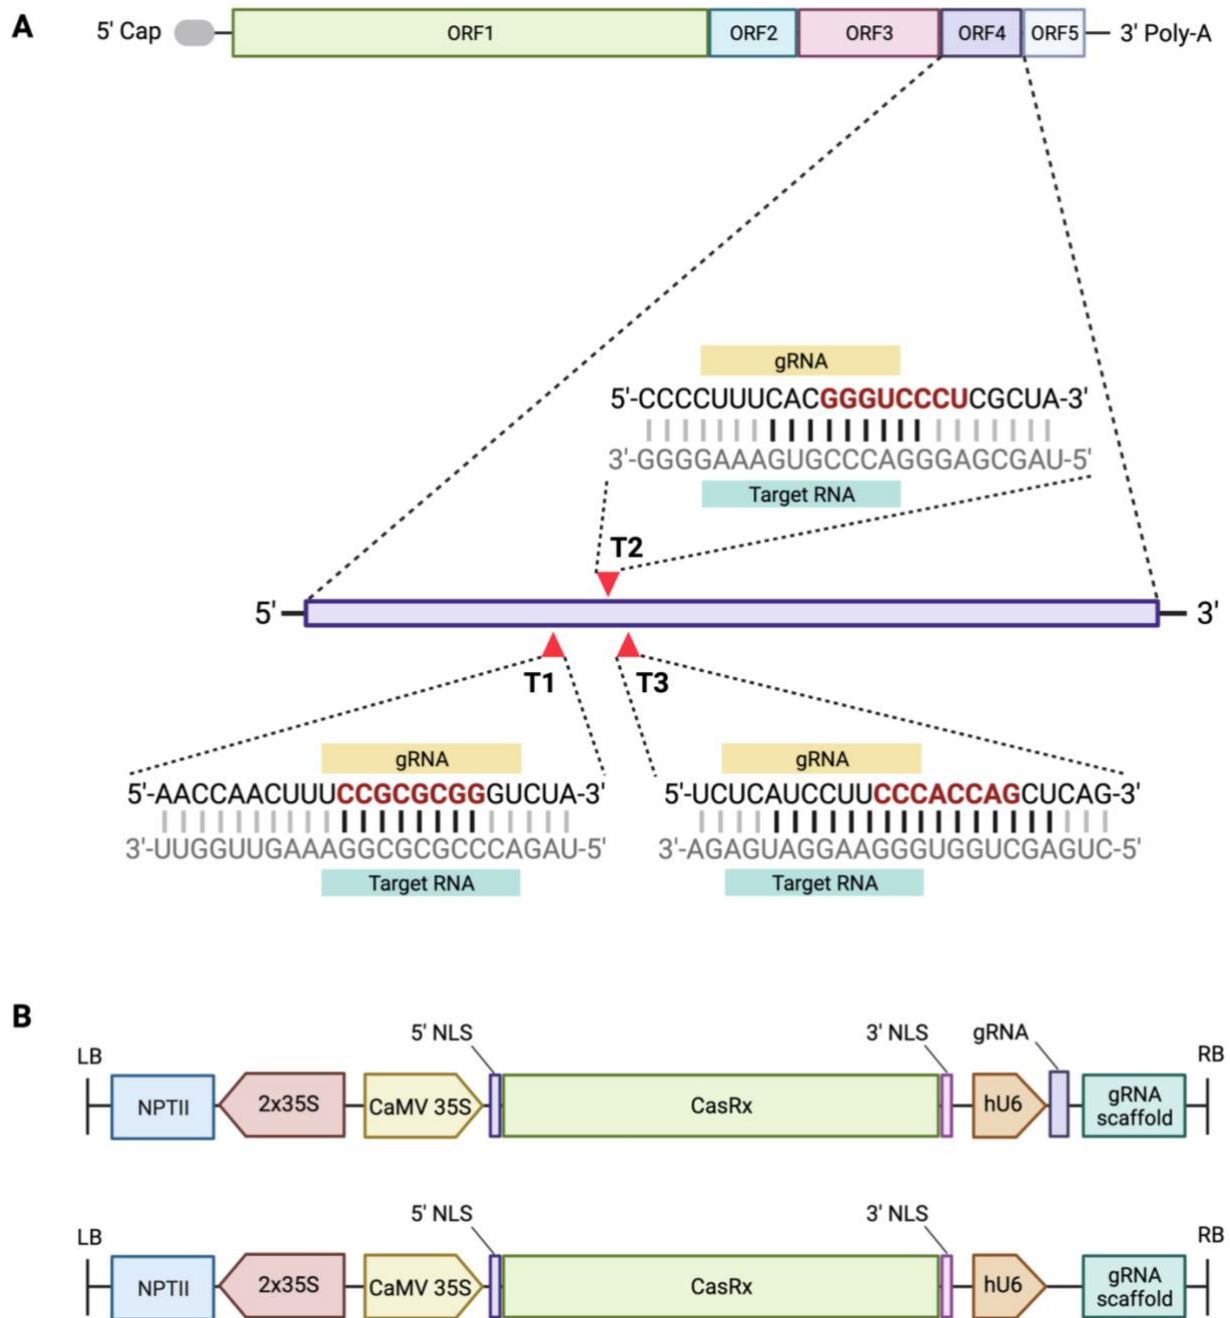 A
5' Cap ORF1 ORF2 ORF3 ORF4 ORF5 3' Poly-A
gRNA
5'-CCCCUUUCACGGGUCCCUCGCUA-3'
3'-GGGGAAAGUGCCCAGGGAGCGAU-5'
Target RNA
T2
5' 3'
T1 T3
gRNA gRNA
5'-AACCAACUUUCCGCGCGGGUCUA-3' 5'-UCUCAUCCUUCCCACCAGCUCAG-3'
3'-UUGGUUGAAAGGCGCGCCCAGAU-5' 3'-AGAGUAGGAAGGGUGGUCGAGUC-5'
Target RNA Target RNA
B
5' NLS 3' NLS gRNA
LB RB
NPTII 2x35S CaMV 35S CasRx hU6 gRNA
scaffold
5' NLS 3' NLS
LB RB
NPTII 2x35S CaMV 35S CasRx hU6 gRNA
scaffold